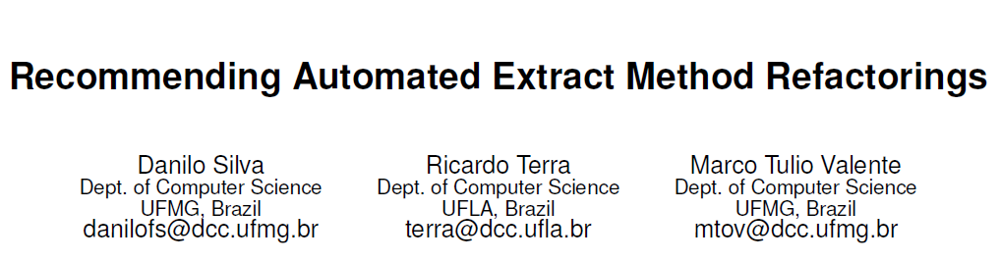 Recommending Automated Extract Method Refactorings
Danilo Silva
Dept. of Computer Science
UFMG, Brazil
danilofs@dcc.ufmg.br
Ricardo Terra
Dept. of Computer Science
UFLA, Brazil
terra@dcc.ufla.br
Marco Tulio Valente
Dept. of Computer Science
UFMG, Brazil
mtov@dcc.ufmg.br